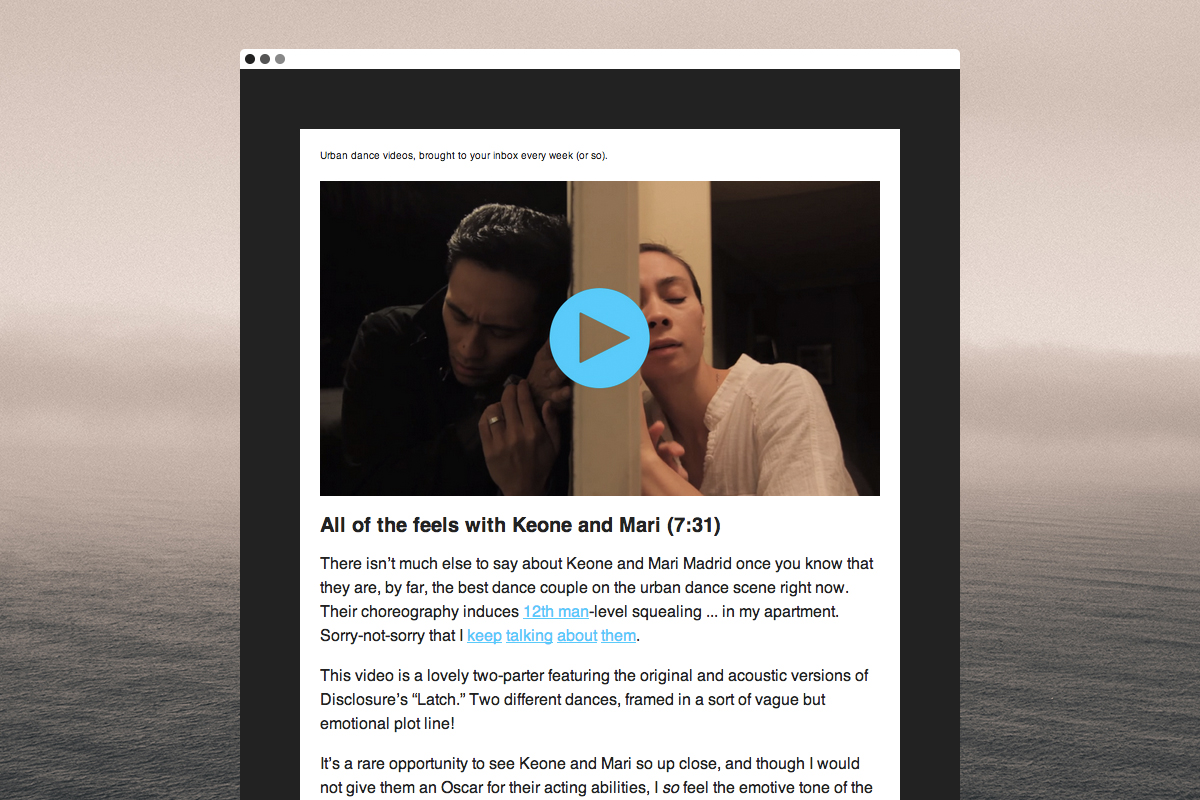 Urban dance videos, brought to your inbox every week (or so).
All of the feels with Keone and Mari (7:31)
There isn’t much else to say about Keone and Mari Madrid once you know that
they are, by far, the best dance couple on the urban dance scene right now.
Their choreography induces 12th man-level squealing ... in my apartment.
Sorry-not-sorry that I keep talking about them.
This video is a lovely two-parter featuring the original and acoustic versions of
Disclosure’s “Latch.” Two different dances, framed in a sort of vague but
emotional plot line!
It’s a rare opportunity to see Keone and Mari so up close, and though I would
not give them an Oscar for their acting abilities, I so feel the emotive tone of the